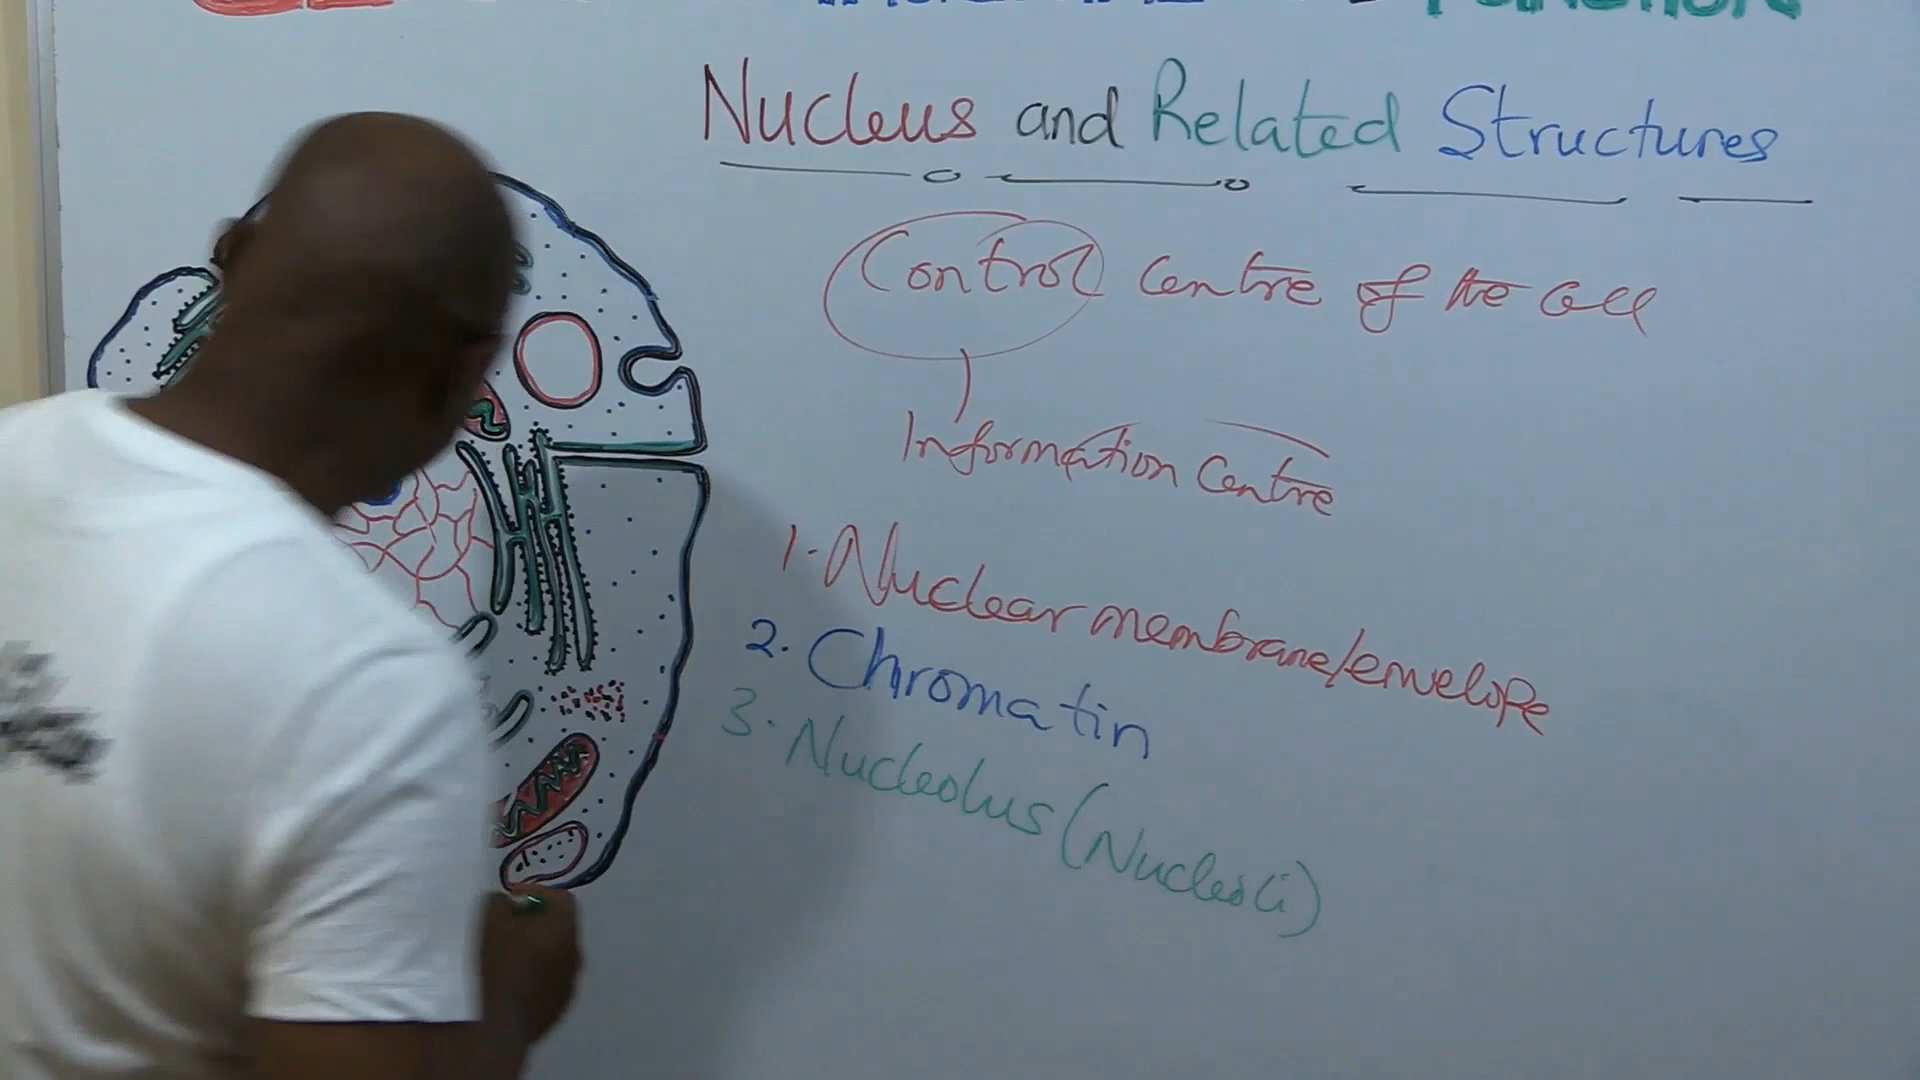 Nucleus and Related Structures
Control Centre of the Cell
Information Centre
1. Nuclear membrane/envelope
2. Chromatin
3. Nucleolus (Nucleoli)